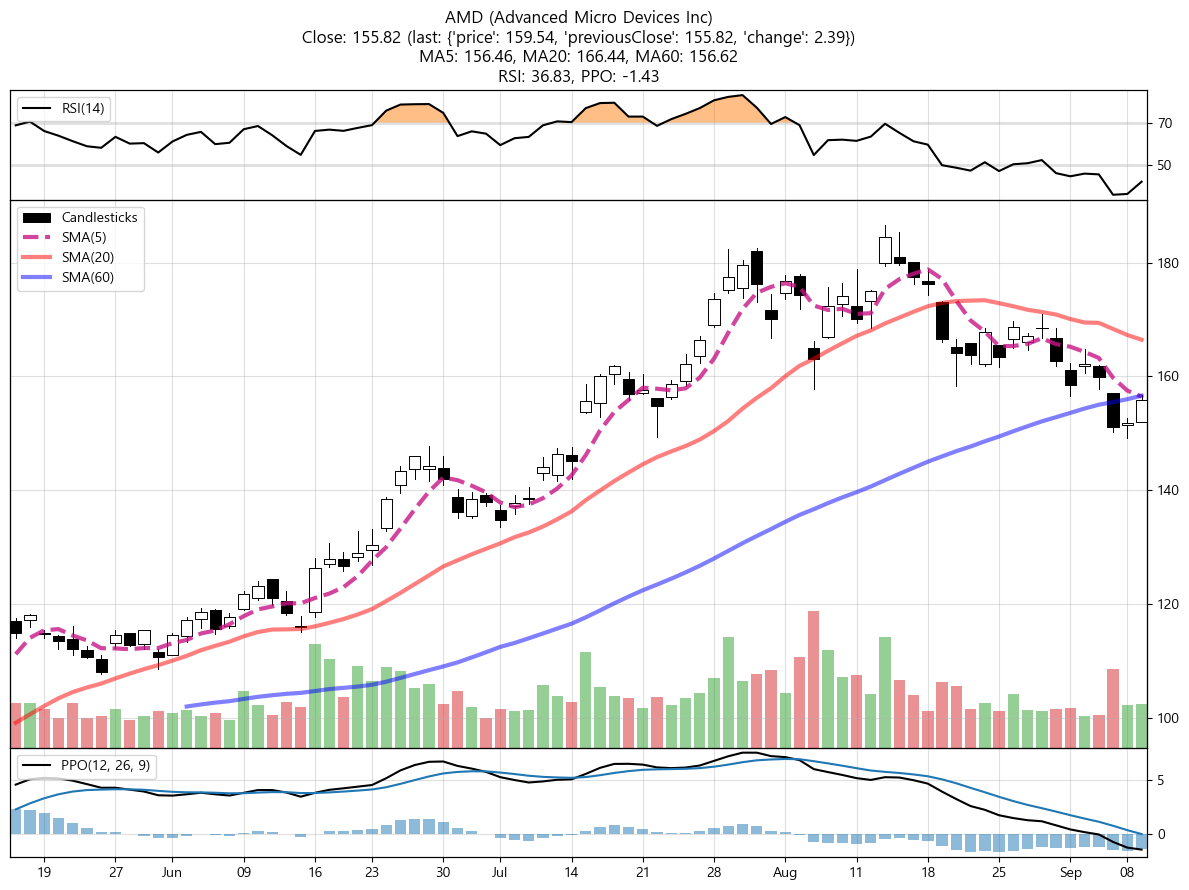 AMD (Advanced Micro Devices Inc)
Close: 155.82 (last: {'price': 159.54, 'previousClose': 155.82, 'change': 2.39})
MA5: 156.46, MA20: 166.44, MA60: 156.62
RSI: 36.83, PPO: -1.43
RSI(14)
70
50
Candlesticks
SMA(5)
SMA(20)
SMA(60)
180
160
140
120
100
PPO(12, 26, 9)
5
0
19 27 Jun 09 16 23 30 Jul 14 21 28 Aug 11 18 25 Sep 08